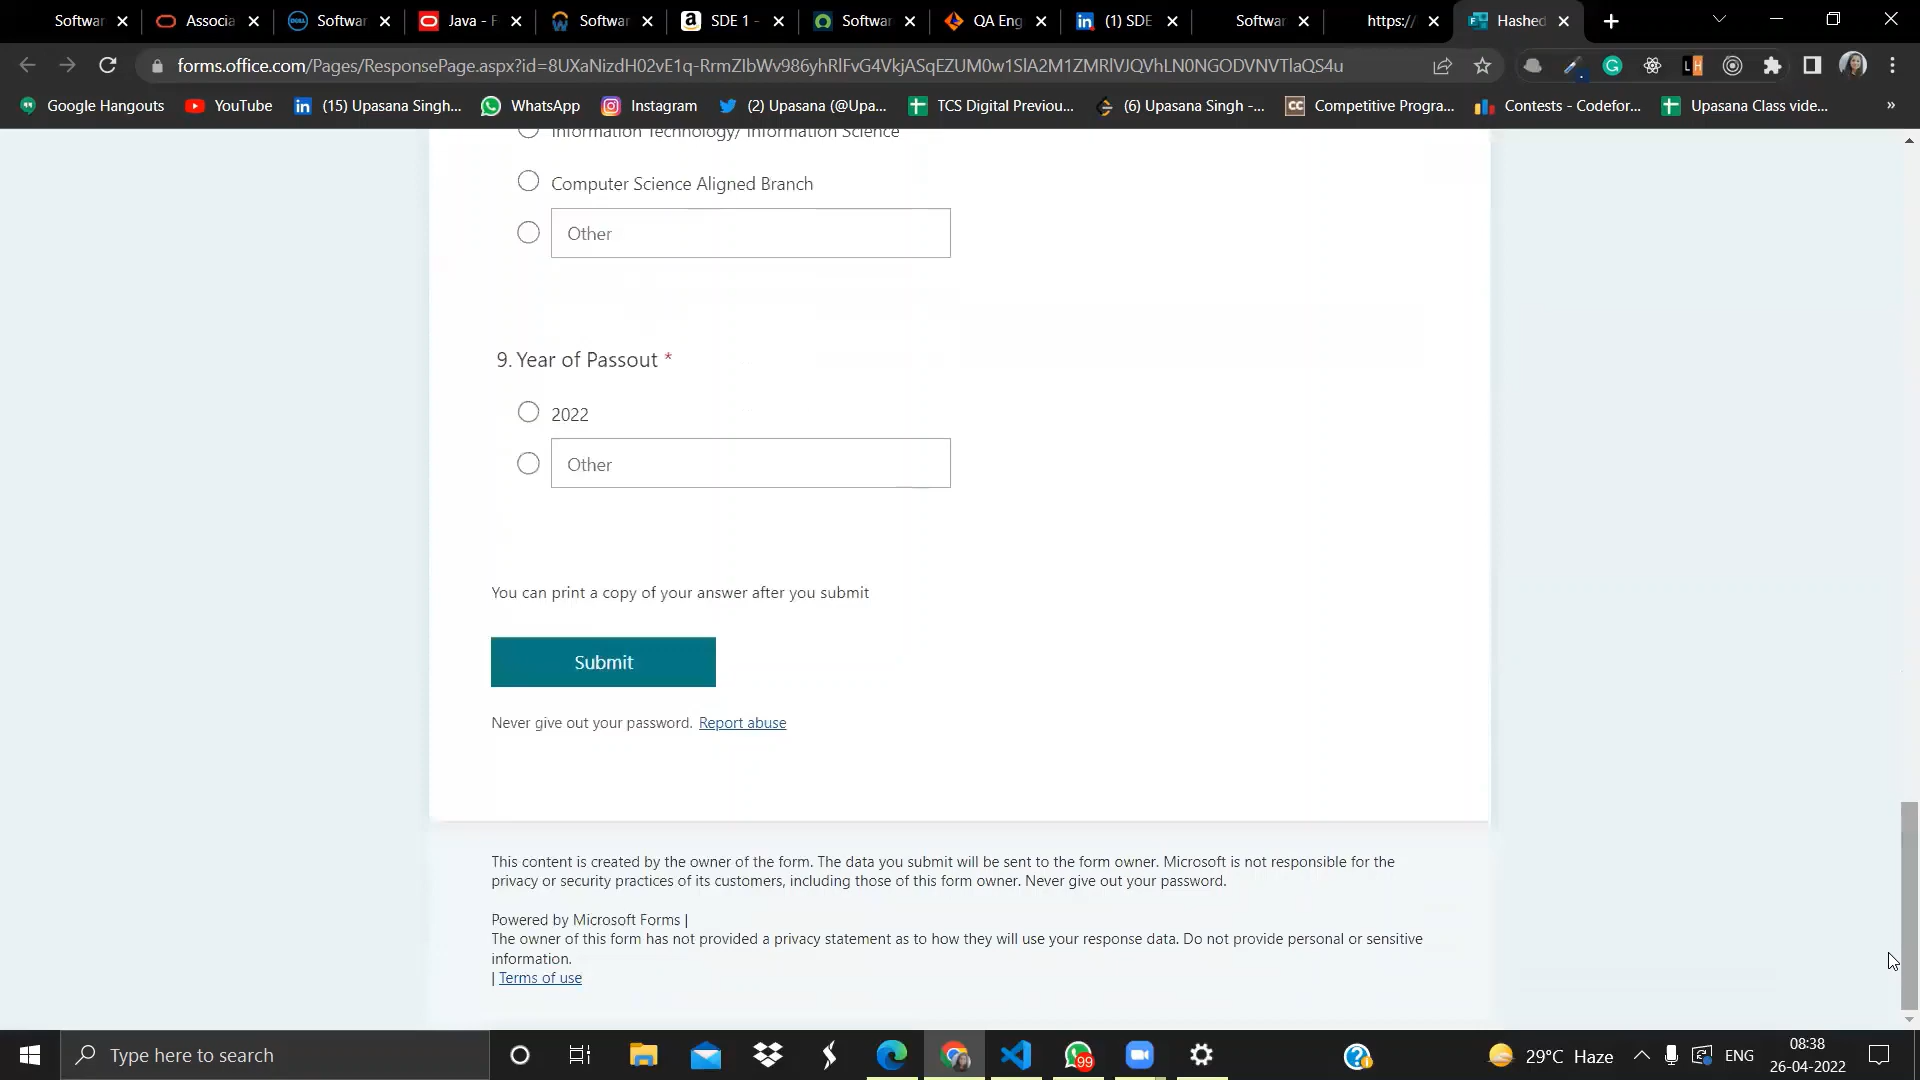 Softwar
Associa
Softwar
Java - F
Softwar
SDE 1 -
Softwar
QA Eng
(1) SDE
Softwar
https://
Hashed
forms.office.com/Pages/ResponsePage.aspx?id=8UXaNizdH02vE1q-RrmZIbWv986yhRlFvG4VkjASqEZUM0w1SlA2M1ZMRlVJQVhLN0NGODVNVTlaQS4u
Google Hangouts
YouTube
(15) Upasana Singh...
WhatsApp
Instagram
(2) Upasana (@Upa...
TCS Digital Previou...
(6) Upasana Singh -...
Competitive Progra...
Contests - Codefor...
Upasana Class vide...
Information Technology/ Information Science
Computer Science Aligned Branch
Other
9. Year of Passout *
2022
Other
You can print a copy of your answer after you submit
Submit
Never give out your password. Report abuse
This content is created by the owner of the form. The data you submit will be sent to the form owner. Microsoft is not responsible for the
privacy or security practices of its customers, including those of this form owner. Never give out your password.
Powered by Microsoft Forms |
The owner of this form has not provided a privacy statement as to how they will use your response data. Do not provide personal or sensitive
information.
| Terms of use
Type here to search
99
29°C Haze
ENG
08:38
26-04-2022